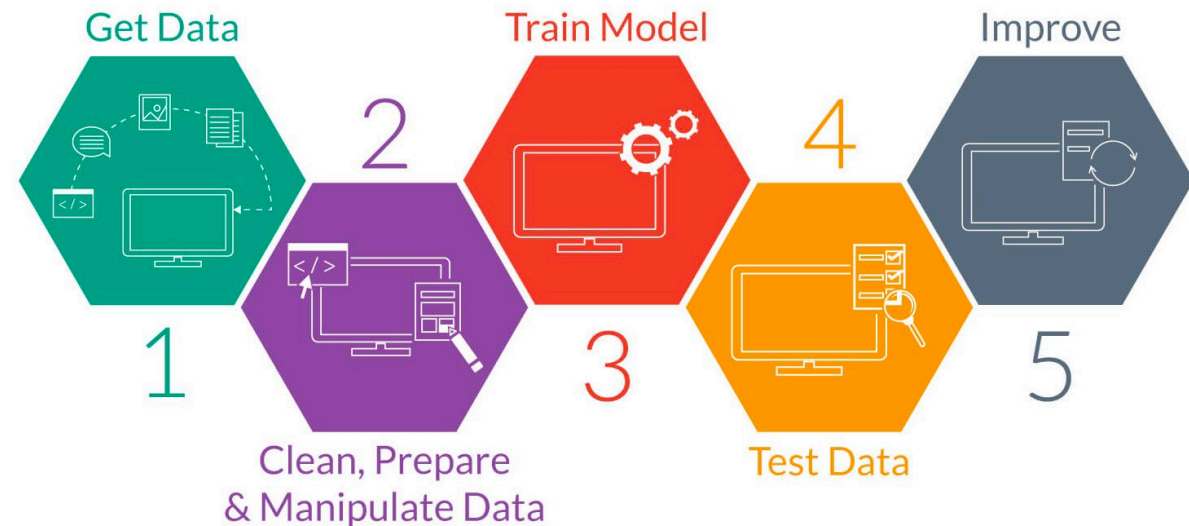 Get Data
1
2
Clean, Prepare
& Manipulate Data
Train Model
3
4
Test Data
Improve
5